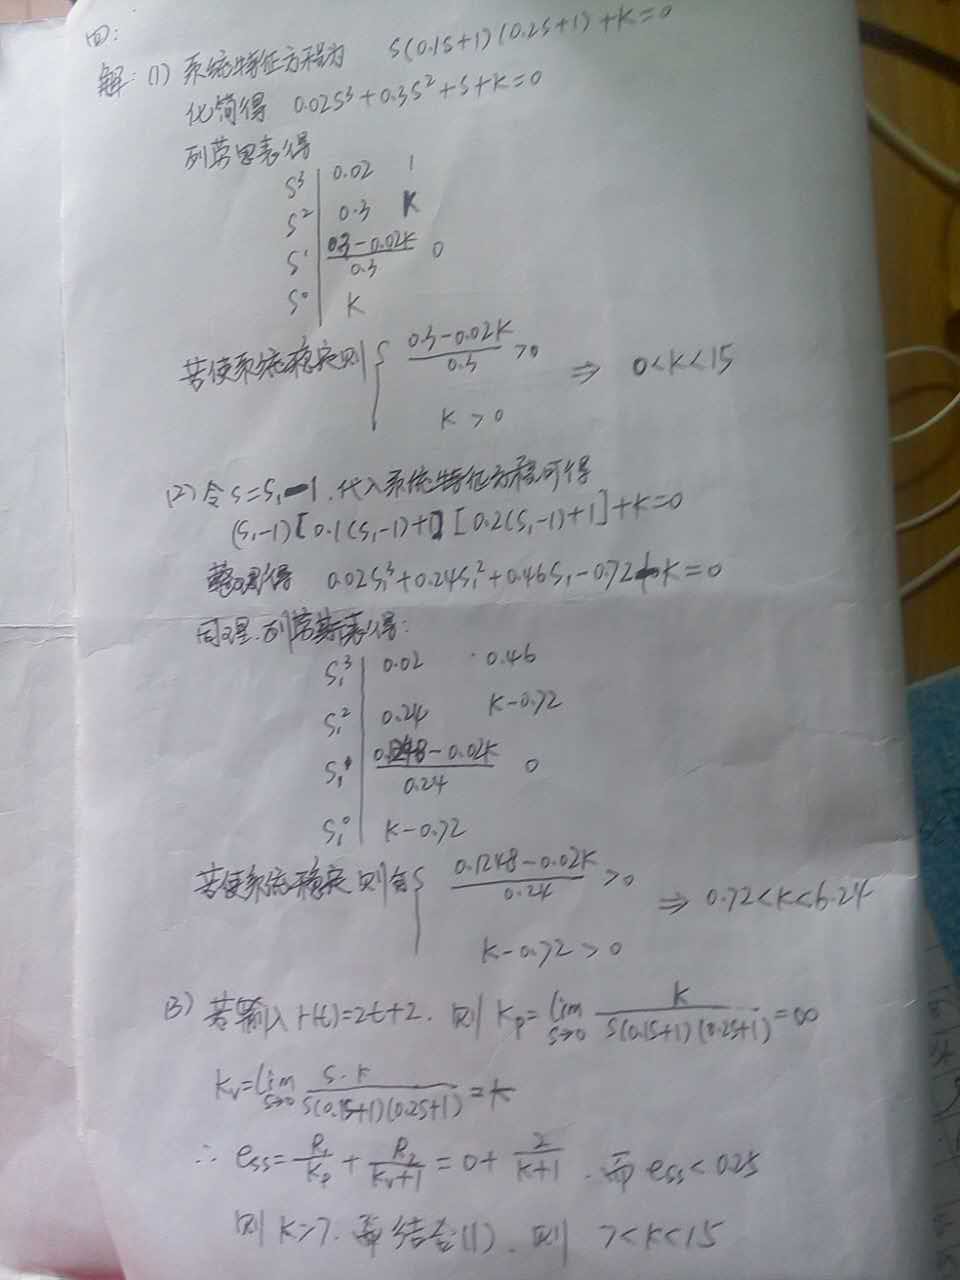 四:
解:(1) 系统特征方程为 S(0.1S+1)(0.2S+1)+K=0
化简得 0.02S³+0.3S²+S+K=0
列劳思表得
S³ 0.02 1
S² 0.3 K
S¹ (0.3-0.02K)/0.3 0
S⁰ K
若使系统稳定则 { (0.3-0.02K)/0.3 >0 ⇒ 0<K<15
K>0
(2) 令S=S₁-1,代入系统特征方程可得
(S₁-1)[0.1(S₁-1)+1][0.2(S₁-1)+1]+K=0
整理得 0.02S₁³+0.24S₁²+0.46S₁-0.72+K=0
同理,列劳斯表得:
S₁³ 0.02 0.46
S₁² 0.24 K-0.72
S₁¹ (0.1248-0.02K)/0.24 0
S₁⁰ K-0.72
若使系统稳定则有 { (0.1248-0.02K)/0.24 >0 ⇒ 0.72<K<6.24
K-0.72>0
(3) 若输入r(t)=2t+2,则 Kp=lim S→0 K/(S(0.1S+1)(0.2S+1))=∞
Kv=lim S→0 S·K/(S(0.1S+1)(0.2S+1))=K
∴ ess=R₁/Kp+R₂/(Kv+1)=0+2/(K+1),而ess<0.25
则K>7,再结合(1),则 7<K<15